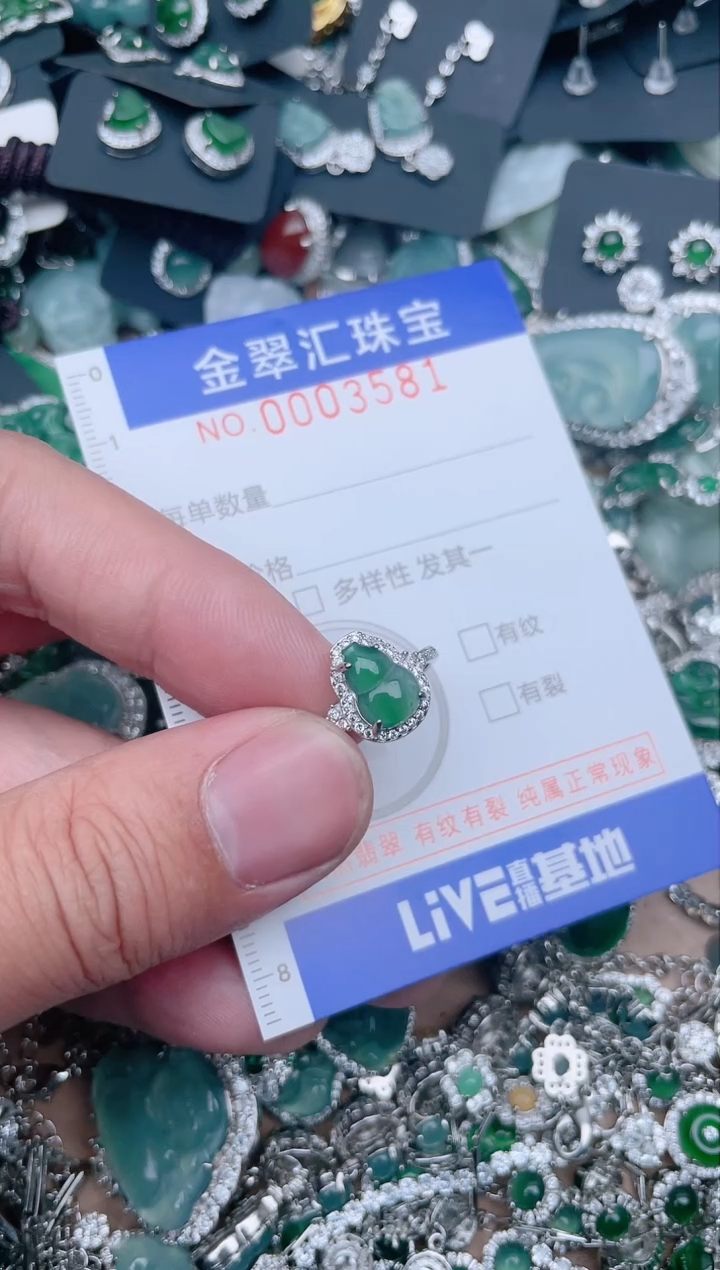 金翠汇珠宝
NO.0003581
0
1
每单数量
价格
多样性 发其一
有纹
有裂
翡翠 有纹有裂 纯属正常现象
LiVE直播基地
8